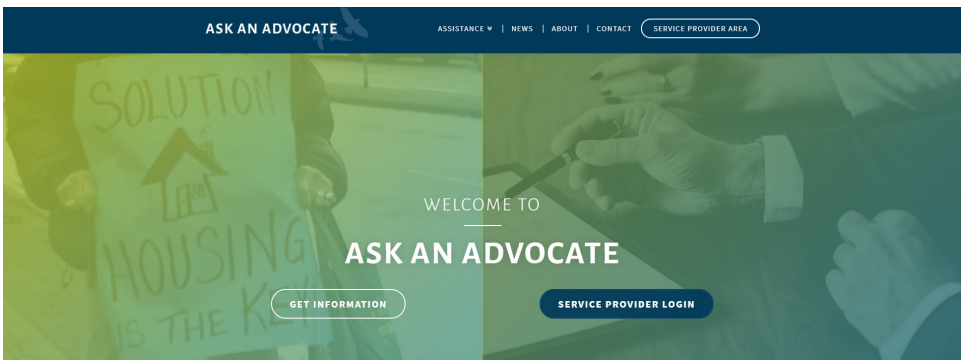 ASK AN ADVOCATE
ASSISTANCE | NEWS | ABOUT | CONTACT SERVICE PROVIDER AREA
SOLUTION
HOUSING
IS THE KEY
WELCOME TO
ASK AN ADVOCATE
GET INFORMATION
SERVICE PROVIDER LOGIN